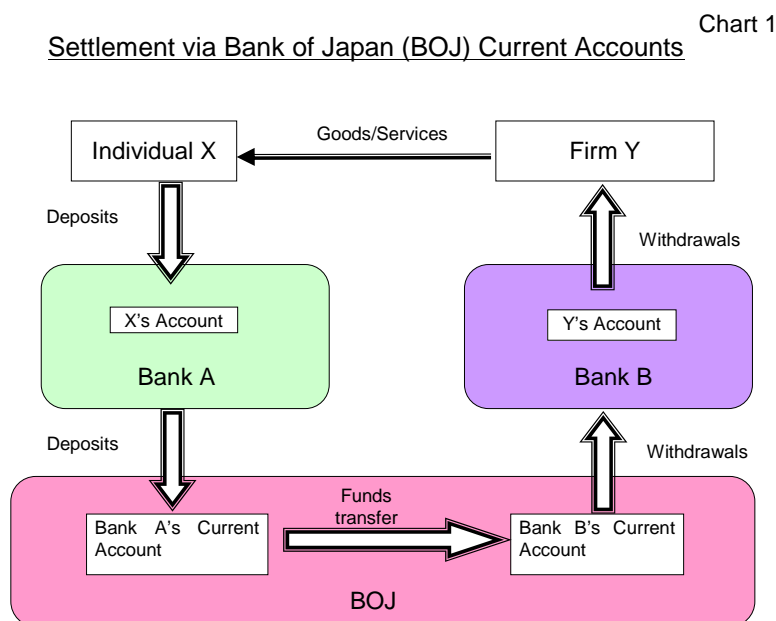 Chart 1
Settlement via Bank of Japan (BOJ) Current Accounts
Individual X
Goods/Services
Firm Y
Deposits
Withdrawals
X's Account
Y's Account
Bank A
Bank B
Deposits
Withdrawals
Funds
transfer
Bank A's Current
Account
Bank B's Current
Account
BOJ